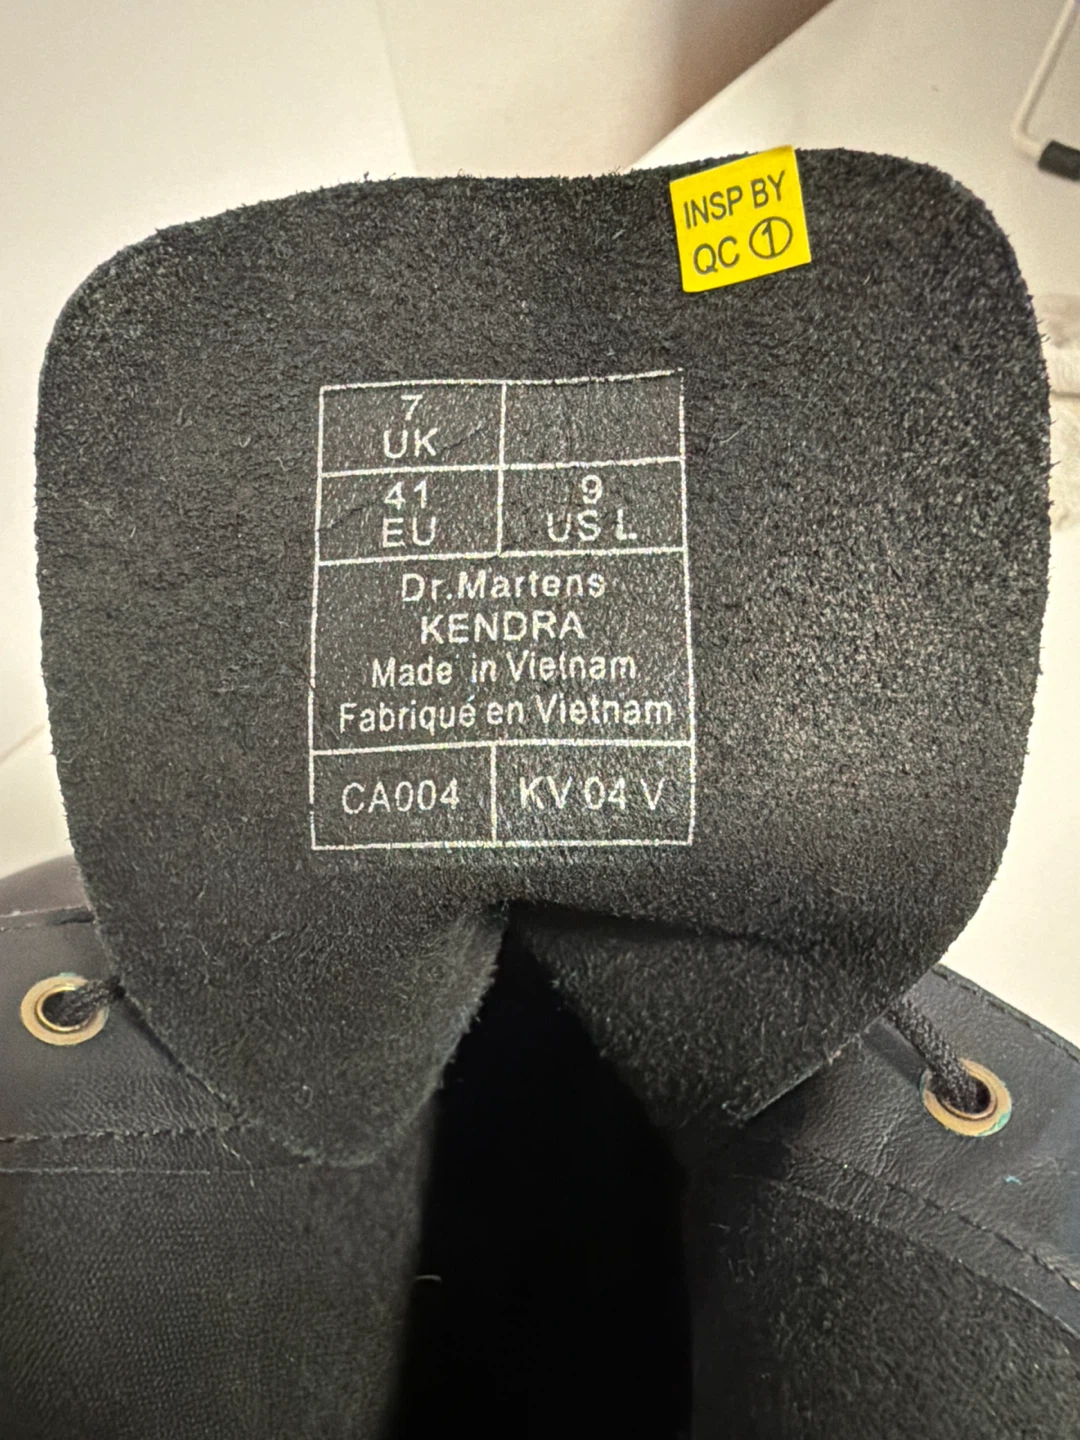 INSP BY
QC ①
7
UK
41
EU
9
US L
Dr.Martens
KENDRA
Made in Vietnam
Fabriqué en Vietnam
CA004
KV 04 V